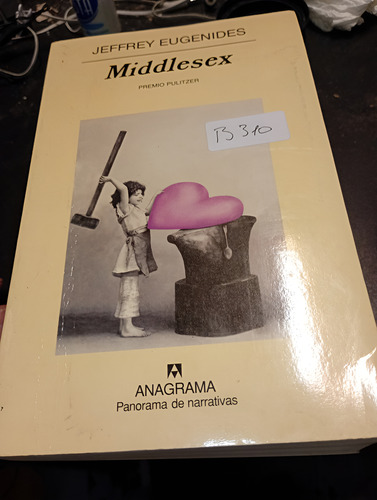 JEFFREY EUGENIDES
Middlesex
PREMIO PULITZER
B 310
ANAGRAMA
Panorama de narrativas